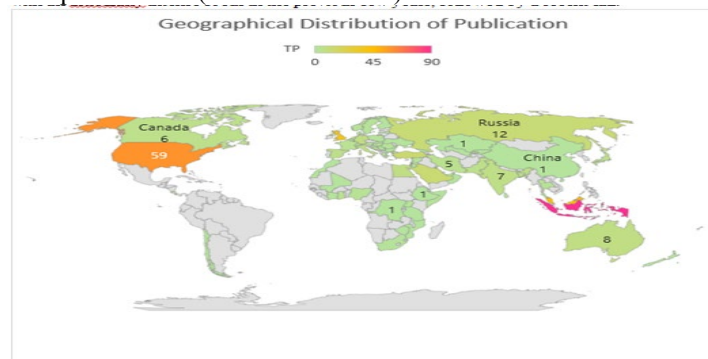 Geographical Distribution of Publication
TP
0 45 90
Canada
6
59
Russia
12
1
China
1
5
7
1
1
8